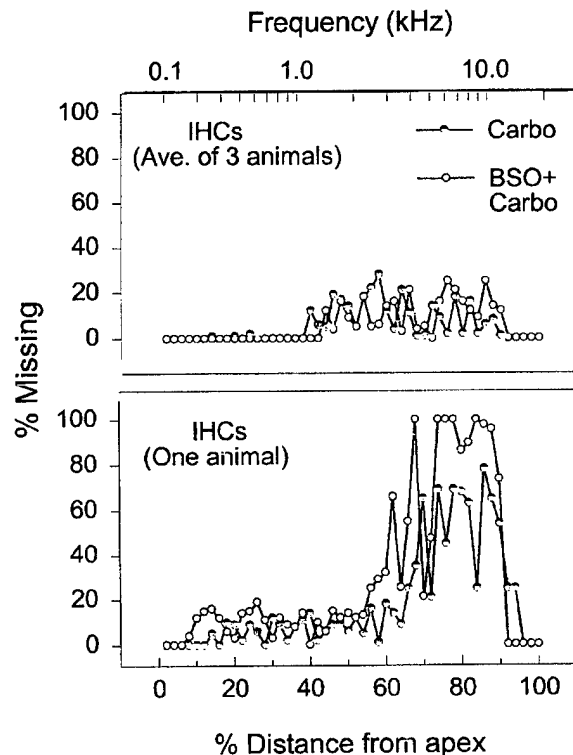 Frequency (kHz)
0.1 1.0 10.0
100
80
60
40
20
0
IHCs
(Ave. of 3 animals)
Carbo
BSO+
Carbo
% Missing
100
80
60
40
20
0
IHCs
(One animal)
0 20 40 60 80 100
% Distance from apex